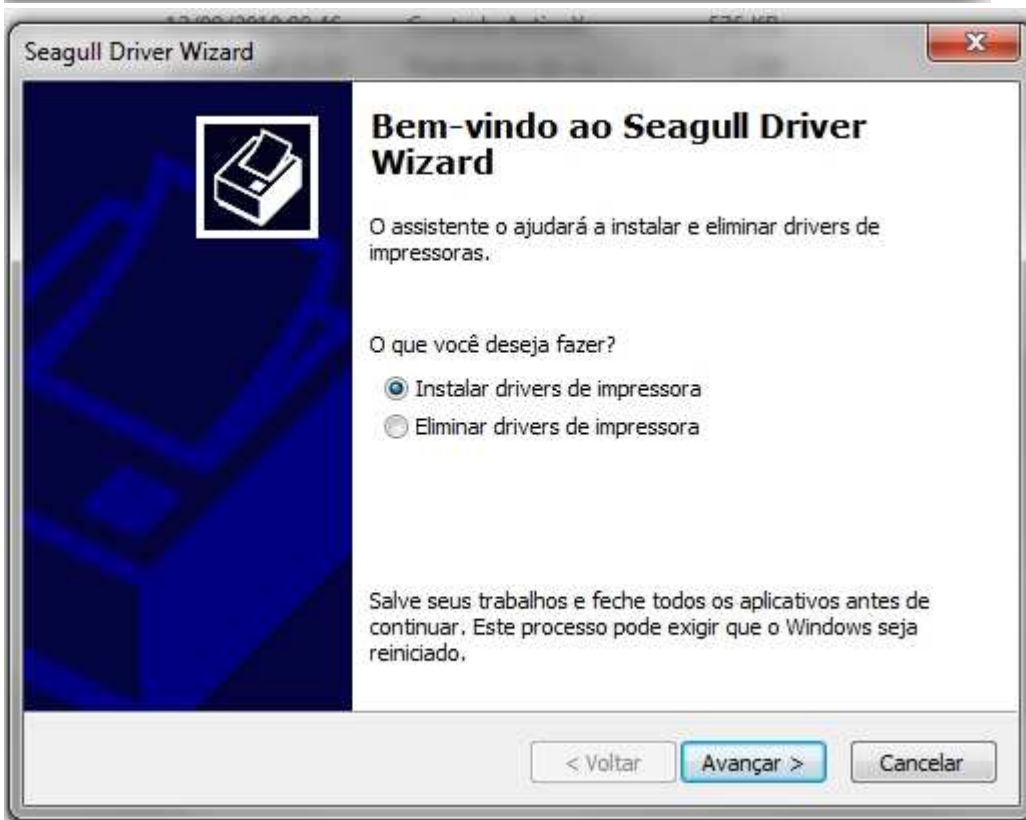 Seagull Driver Wizard
Bem-vindo ao Seagull Driver
Wizard
O assistente o ajudará a instalar e eliminar drivers de
impressoras.
O que você deseja fazer?
Instalar drivers de impressora
Eliminar drivers de impressora
Salve seus trabalhos e feche todos os aplicativos antes de
continuar. Este processo pode exigir que o Windows seja
reiniciado.
< Voltar
Avançar >
Cancelar